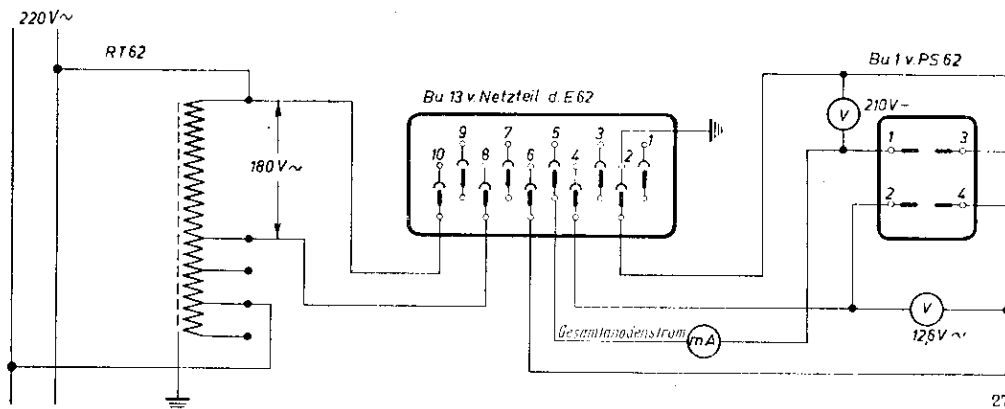 220V~
RT62
180V~
Bu 13 v. Netzteil d. E62
9
7
5
3
1
10
8
6
4
2
Bu 1 v. PS 62
V
210V-
1
3
2
4
Gesamtanodenstrom
mA
V
12,6V~